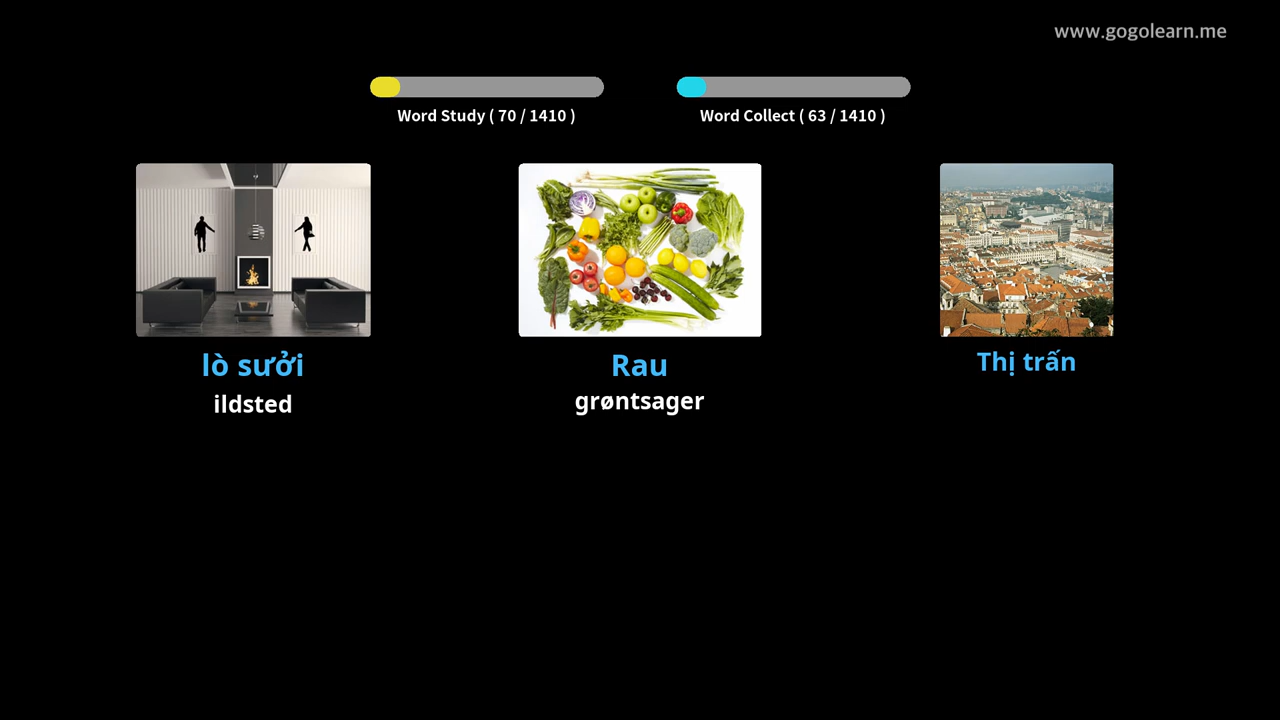 www.gogolearn.me
Word Study ( 70 / 1410 )
Word Collect ( 63 / 1410 )
lò sưởi
ildsted
Rau
grøntsager
Thị trấn